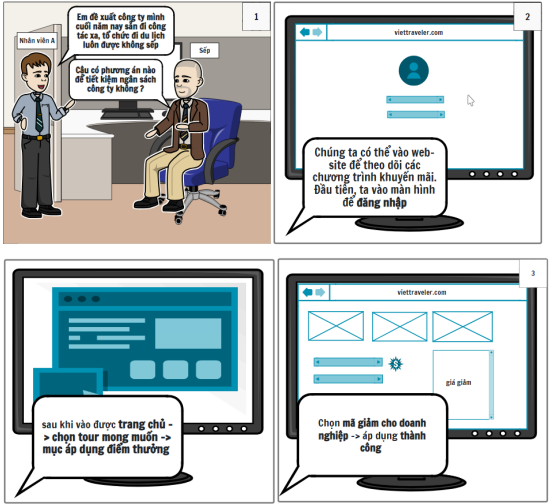 1
Em đề xuất công ty mình
cuối năm nay sẵn đi công
tác xa, tổ chức đi du lịch
luôn được không sếp
Nhân viên A
Sếp
Cậu có phương án nào
để tiết kiệm ngân sách
công ty không ?
2
viettraveler.com
Chúng ta có thể vào web-
site để theo dõi các
chương trình khuyến mãi.
Đầu tiên, ta vào màn hình
để đăng nhập
sau khi vào được trang chủ -
> chọn tour mong muốn ->
mục áp dụng điểm thưởng
3
viettraveler.com
$
giá giảm
Chọn mã giảm cho doanh
nghiệp -> áp dụng thành
công